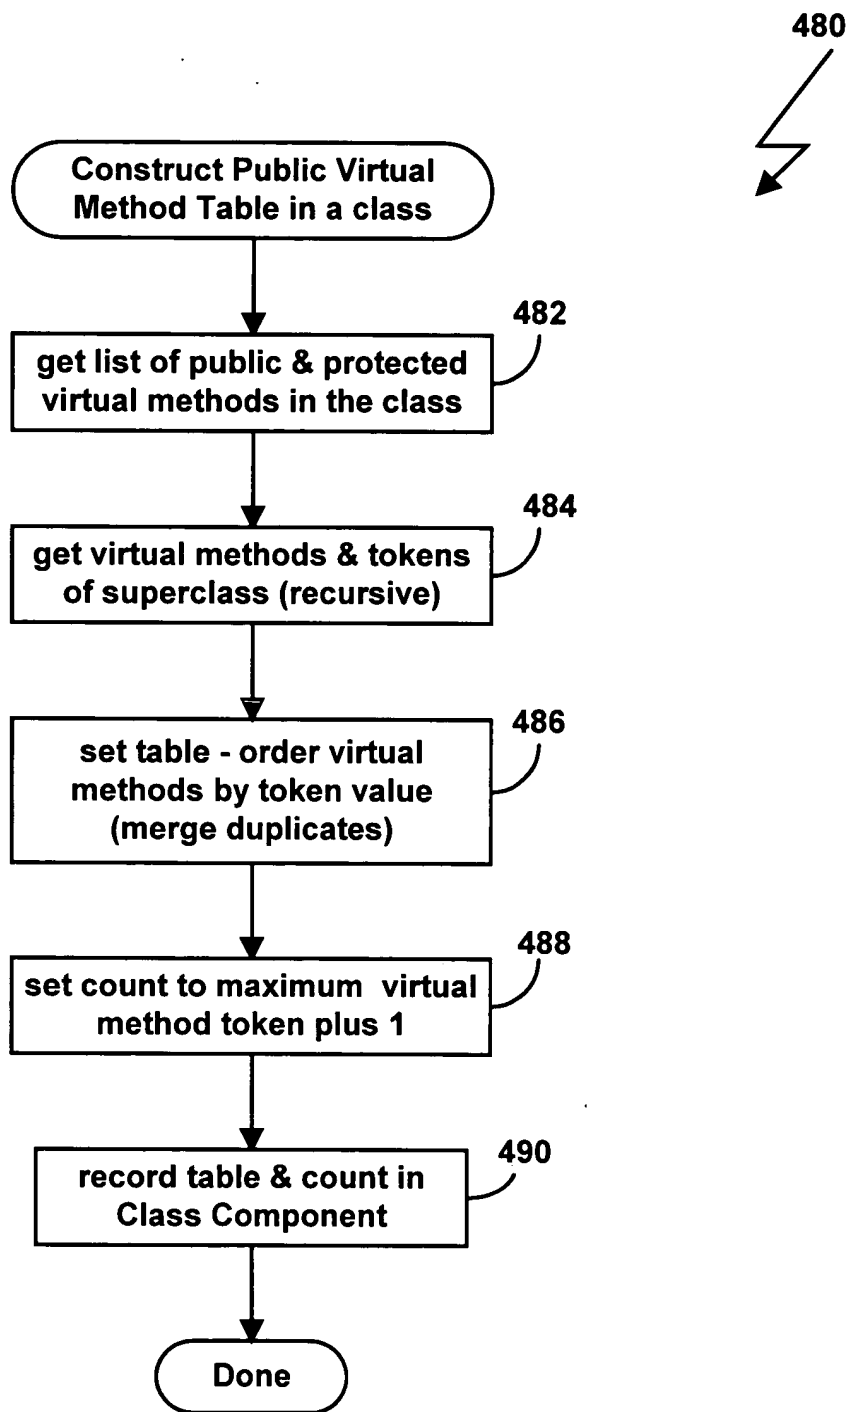 480
Construct Public Virtual
Method Table in a class
482
get list of public & protected
virtual methods in the class
484
get virtual methods & tokens
of superclass (recursive)
486
set table - order virtual
methods by token value
(merge duplicates)
488
set count to maximum virtual
method token plus 1
490
record table & count in
Class Component
Done